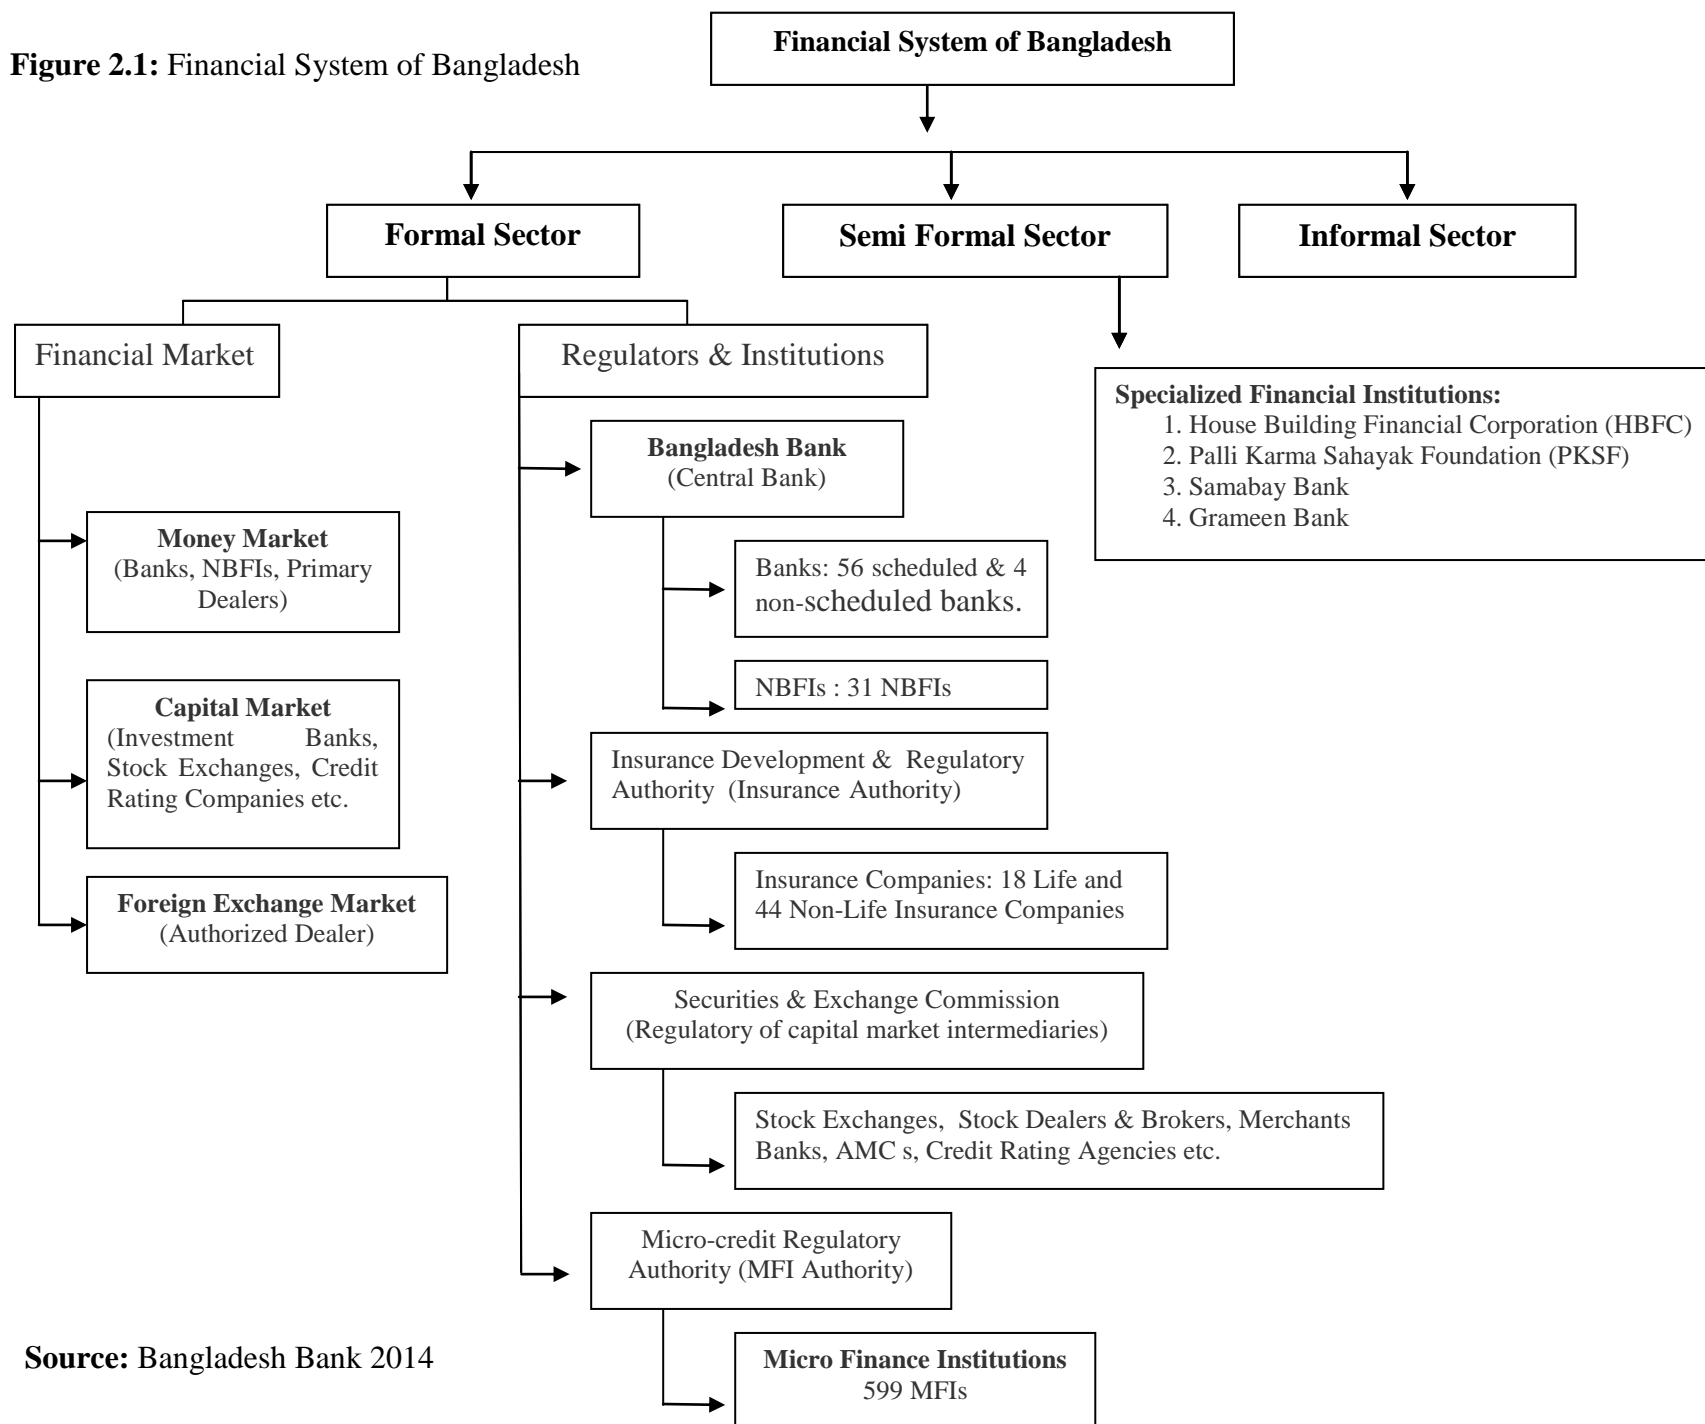 Financial System of Bangladesh
Figure 2.1: Financial System of Bangladesh
Formal Sector
Semi Formal Sector
Informal Sector
Financial Market
Regulators & Institutions
Specialized Financial Institutions:
1. House Building Financial Corporation (HBFC)
2. Palli Karma Sahayak Foundation (PKSF)
3. Samabay Bank
4. Grameen Bank
Bangladesh Bank
(Central Bank)
Money Market
(Banks, NBFIs, Primary
Dealers)
Banks: 56 scheduled & 4
non-scheduled banks.
NBFIs : 31 NBFIs
Capital Market
(Investment Banks,
Stock Exchanges, Credit
Rating Companies etc.
Insurance Development & Regulatory
Authority (Insurance Authority)
Insurance Companies: 18 Life and
44 Non-Life Insurance Companies
Foreign Exchange Market
(Authorized Dealer)
Securities & Exchange Commission
(Regulatory of capital market intermediaries)
Stock Exchanges, Stock Dealers & Brokers, Merchants
Banks, AMC s, Credit Rating Agencies etc.
Micro-credit Regulatory
Authority (MFI Authority)
Micro Finance Institutions
599 MFIs
Source: Bangladesh Bank 2014